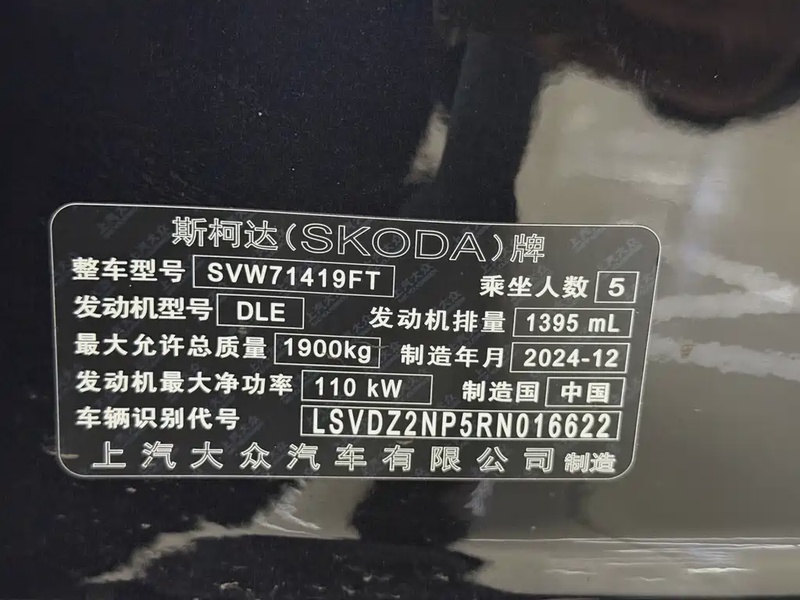 斯柯达(SKODA)牌
整车型号 SVW71419FT 乘坐人数 5
发动机型号 DLE 发动机排量 1395 mL
最大允许总质量 1900kg 制造年月 2024-12
发动机最大净功率 110 kW 制造国 中国
车辆识别代号 LSVDZ2NP5RN016622
上汽大众汽车有限公司 制造